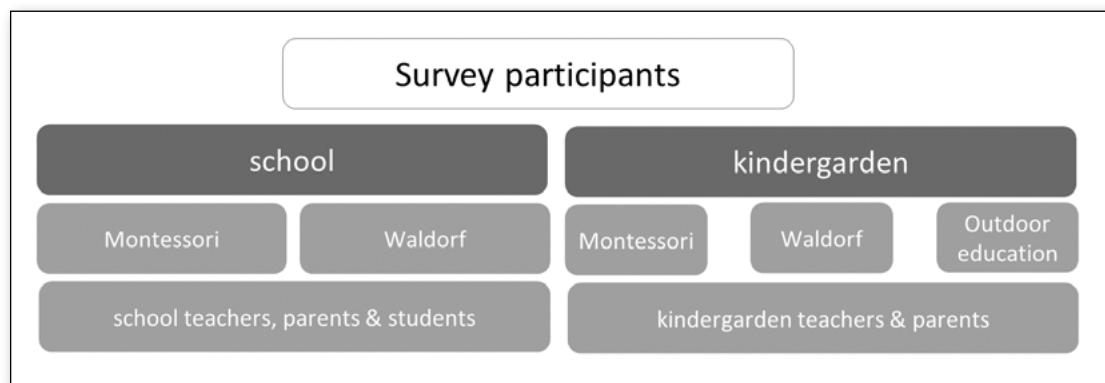 Survey participants
school
kindergarden
Montessori
Waldorf
Montessori
Waldorf
Outdoor
education
school teachers, parents & students
kindergarden teachers & parents